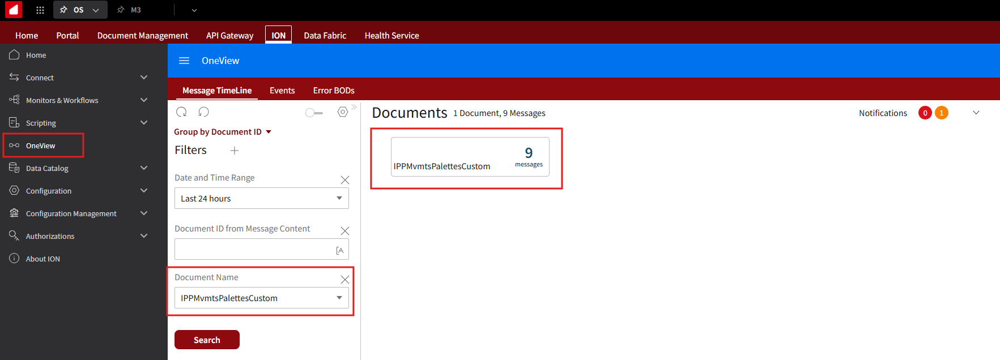 OS M3
Home Portal Document Management API Gateway ION Data Fabric Health Service
Home
Connect
Monitors & Workflows
Scripting
OneView
Data Catalog
Configuration
Configuration Management
Authorizations
About ION
OneView
Message TimeLine Events Error BODs
Group by Document ID
Filters
Date and Time Range
Last 24 hours
Document ID from Message Content
[A
Document Name
IPPMvmtsPalettesCustom
Search
Documents 1 Document, 9 Messages
Notifications 0 1
9
messages
IPPMvmtsPalettesCustom